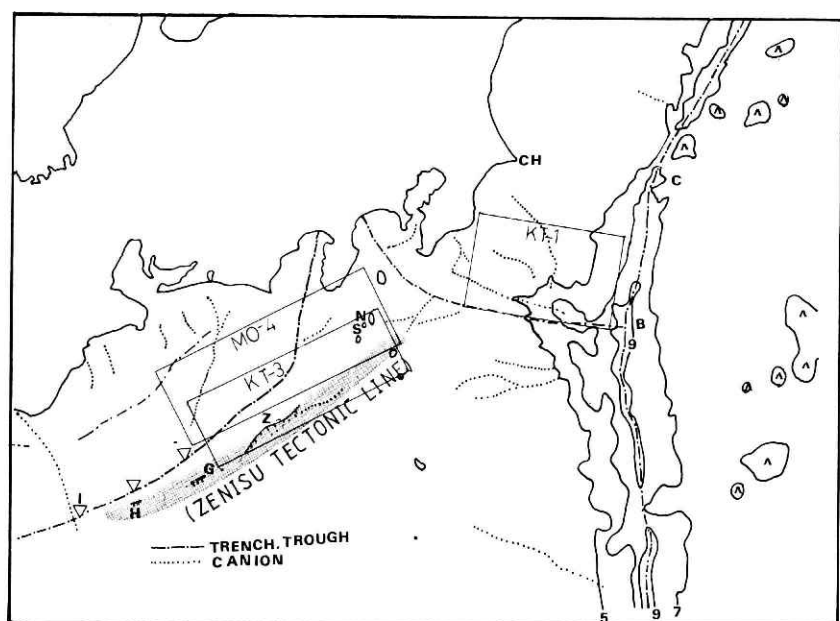 CH
C
KT-1
B
9
MO-4
N
S
KT-3
Z
G
H
I
(ZENISU TECTONIC LINE)
TRENCH. TROUGH
CANION
5
9
7